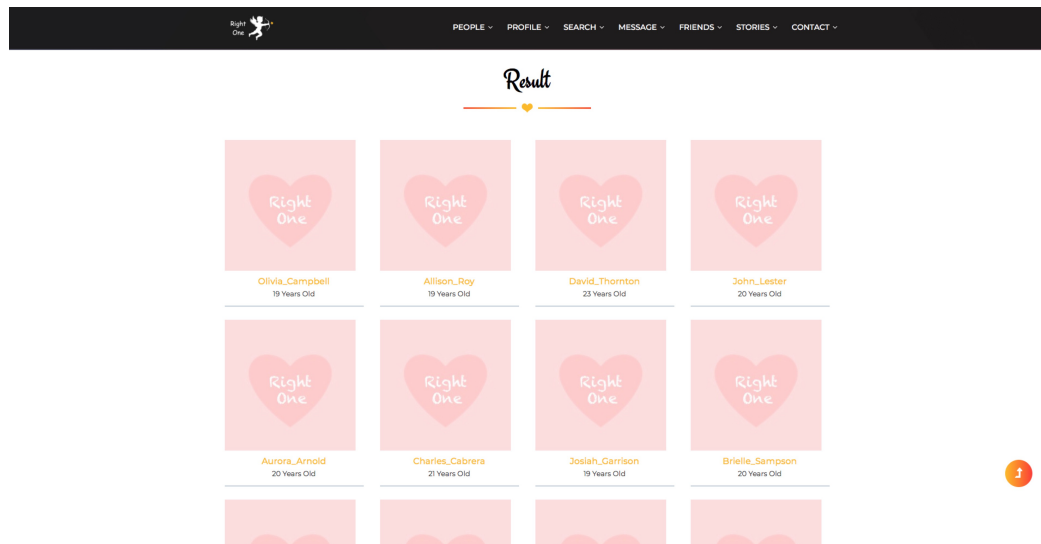 Right
One
PEOPLE PROFILE SEARCH MESSAGE FRIENDS STORIES CONTACT
Result
Right
One
Right
One
Right
One
Right
One
Olivia_Campbell Allison_Roy David_Thornton John_Lester
19 Years Old 19 Years Old 23 Years Old 20 Years Old
Right
One
Right
One
Right
One
Right
One
Aurora_Arnold Charles_Cabrera Josiah_Garrison Brielle_Sampson
20 Years Old 21 Years Old 19 Years Old 20 Years Old